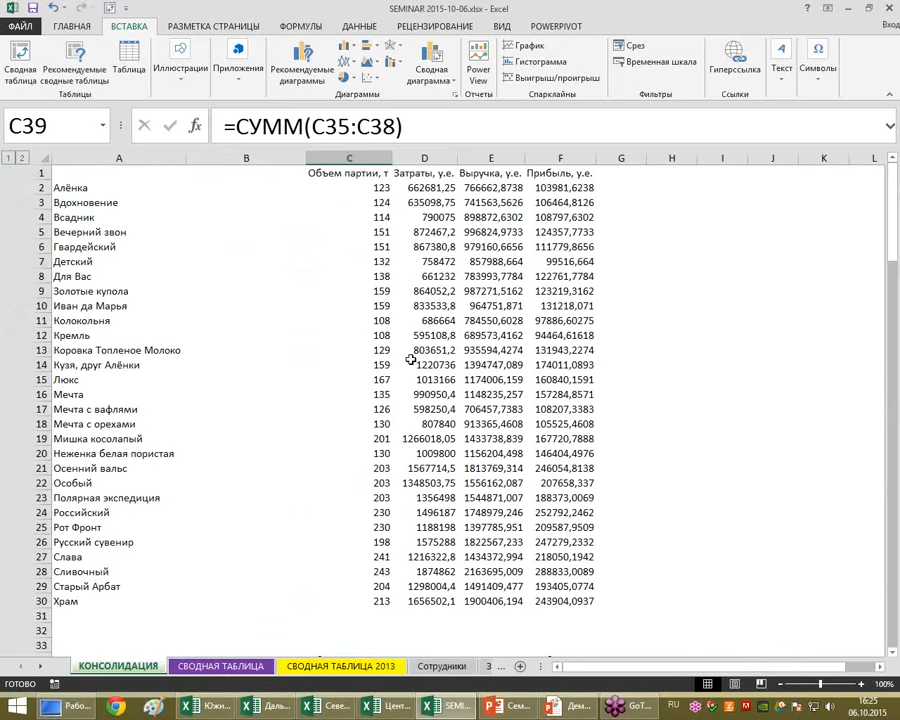 SEMINAR 2015-10-06.xlsx - Excel
ФАЙЛ ГЛАВНАЯ ВСТАВКА РАЗМЕТКА СТРАНИЦЫ ФОРМУЛЫ ДАННЫЕ РЕЦЕНЗИРОВАНИЕ ВИД POWERPIVOT Вход
Сводная таблица
Рекомендуемые сводные таблицы
Таблица
Иллюстрации
Приложения
Рекомендуемые диаграммы
Сводная диаграмма
Power View
График
Гистограмма
Выигрыш/проигрыш
Срез
Временная шкала
Гиперссылка
Текст
Символы
Таблицы Диаграммы Отчеты Спарклайны Фильтры Ссылки
C39 fx =СУММ(C35:C38)
1 2 A B C D E F G H I J K L
1 Объем партии, т Затраты, у.е. Выручка, у.е. Прибыль, у.е.
2 Алёнка 123 662681,25 766662,8738 103981,6238
3 Вдохновение 124 635098,75 741563,5626 106464,8126
4 Всадник 114 790075 898872,6302 108797,6302
5 Вечерний звон 151 872467,2 996824,9733 124357,7733
6 Гвардейский 151 867380,8 979160,6656 111779,8656
7 Детский 132 758472 857988,664 99516,664
8 Для Вас 138 661232 783993,7784 122761,7784
9 Золотые купола 159 864052,2 987271,5162 123219,3162
10 Иван да Марья 159 833533,8 964751,871 131218,071
11 Колокольня 108 686664 784550,6028 97886,60275
12 Кремль 108 595108,8 689573,4162 94464,61618
13 Коровка Топленое Молоко 129 803651,2 935594,4274 131943,2274
14 Кузя, друг Алёнки 159 1220736 1394747,089 174011,0893
15 Люкс 167 1013166 1174006,159 160840,1591
16 Мечта 135 990950,4 1148235,257 157284,8571
17 Мечта с вафлями 126 598250,4 706457,7383 108207,3383
18 Мечта с орехами 130 807840 913365,4608 105525,4608
19 Мишка косолапый 201 1266018,05 1433738,839 167720,7888
20 Неженка белая пористая 130 1009800 1156204,498 146404,4976
21 Осенний вальс 203 1567714,5 1813769,314 246054,8138
22 Особый 203 1348503,75 1556162,087 207658,337
23 Полярная экспедиция 203 1356498 1544871,007 188373,0069
24 Российский 230 1496187 1748979,246 252792,2462
25 Рот Фронт 230 1188198 1397785,951 209587,9509
26 Русский сувенир 198 1575288 1822567,233 247279,2332
27 Слава 241 1216322,8 1434372,994 218050,1942
28 Сливочный 243 1874862 2163695,009 288833,0089
29 Старый Арбат 204 1298004,4 1491409,477 193405,0774
30 Храм 213 1656502,1 1900406,194 243904,0937
31
32
33
КОНСОЛИДАЦИЯ СВОДНАЯ ТАБЛИЦА СВОДНАЯ ТАБЛИЦА 2013 Сотрудники З ...
ГОТОВО 100%
Рабо... Южн... Даль... Севе... Цент... SEMI... Сем... Дем... GoT... RU 16:25
06.10.2015